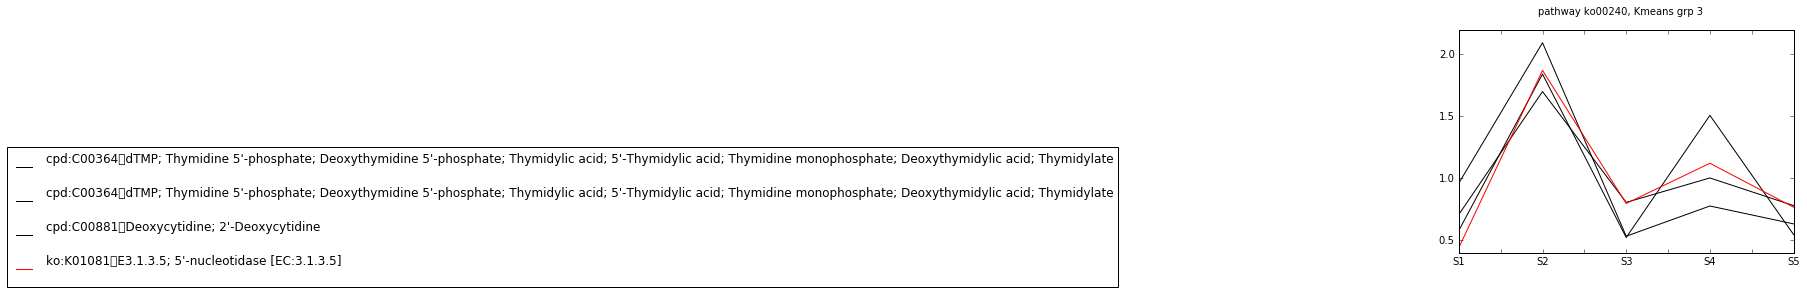 pathway ko00240, Kmeans grp 3
2.0
1.5
1.0
0.5
S1 S2 S3 S4 S5
cpd:C00364▯dTMP; Thymidine 5'-phosphate; Deoxythymidine 5'-phosphate; Thymidylic acid; 5'-Thymidylic acid; Thymidine monophosphate; Deoxythymidylic acid; Thymidylate
cpd:C00364▯dTMP; Thymidine 5'-phosphate; Deoxythymidine 5'-phosphate; Thymidylic acid; 5'-Thymidylic acid; Thymidine monophosphate; Deoxythymidylic acid; Thymidylate
cpd:C00881▯Deoxycytidine; 2'-Deoxycytidine
ko:K01081▯E3.1.3.5; 5'-nucleotidase [EC:3.1.3.5]